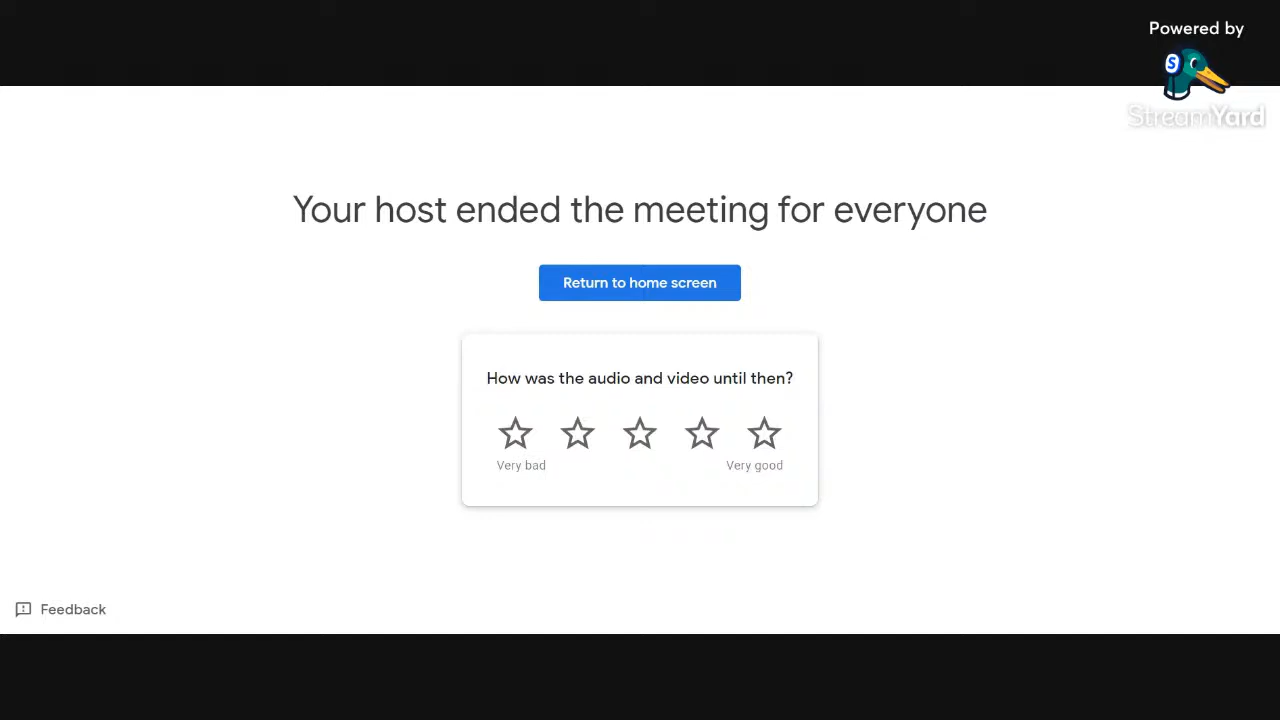 Powered by
S
StreamYard
Your host ended the meeting for everyone
Return to home screen
How was the audio and video until then?
Very bad
Very good
Feedback